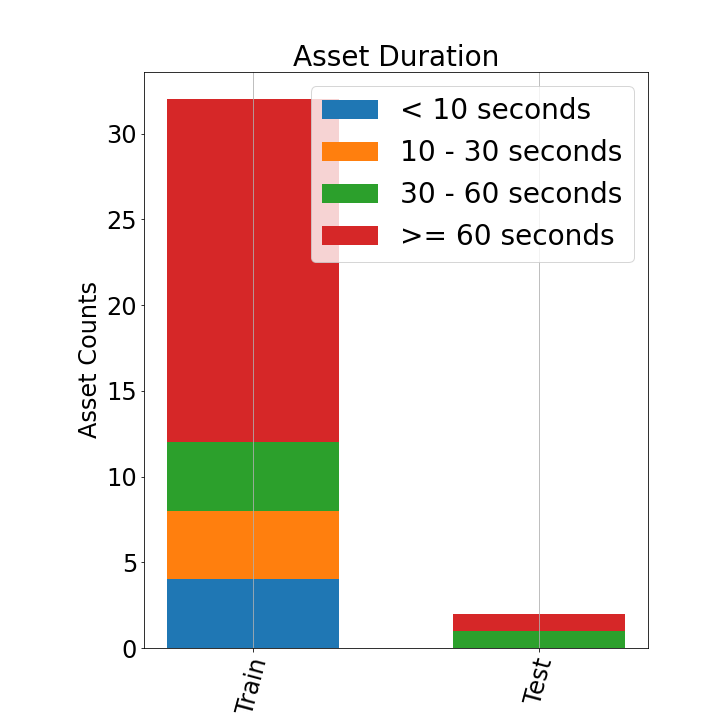 Asset Duration
< 10 seconds
10 - 30 seconds
30 - 60 seconds
>= 60 seconds
Asset Counts
30
25
20
15
10
5
0
Train
Test